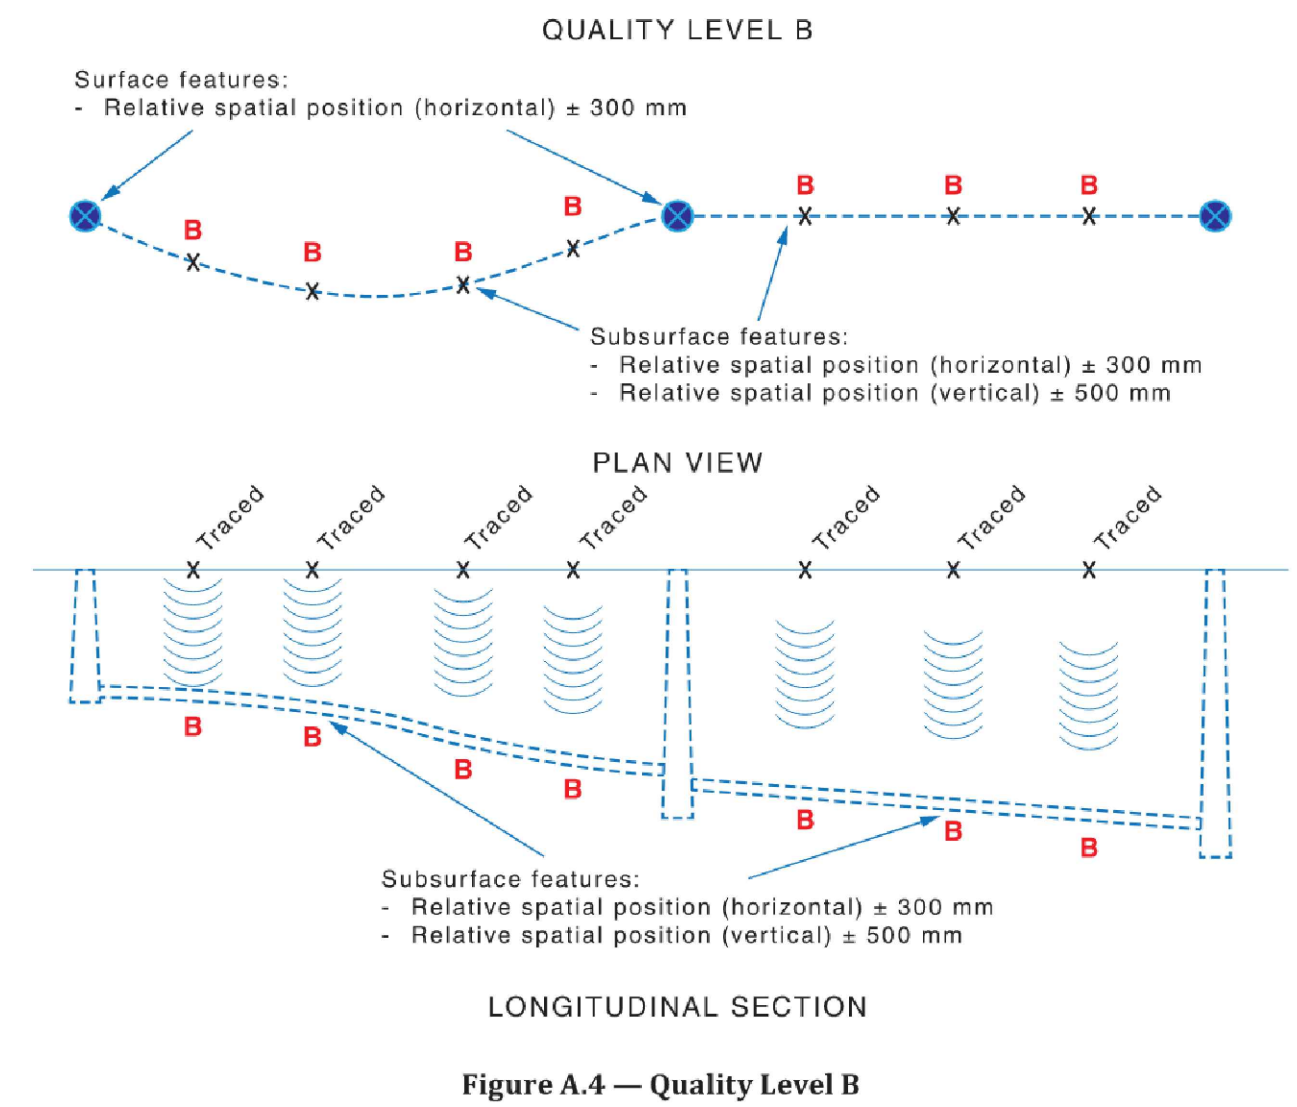 QUALITY LEVEL B
Surface features:
- Relative spatial position (horizontal) ± 300 mm
B B B
B
B
B B
Subsurface features:
- Relative spatial position (horizontal) ± 300 mm
- Relative spatial position (vertical) ± 500 mm
PLAN VIEW
Traced Traced Traced Traced Traced Traced Traced
B
B
B
B
B
B
B
Subsurface features:
- Relative spatial position (horizontal) ± 300 mm
- Relative spatial position (vertical) ± 500 mm
LONGITUDINAL SECTION
Figure A.4 — Quality Level B